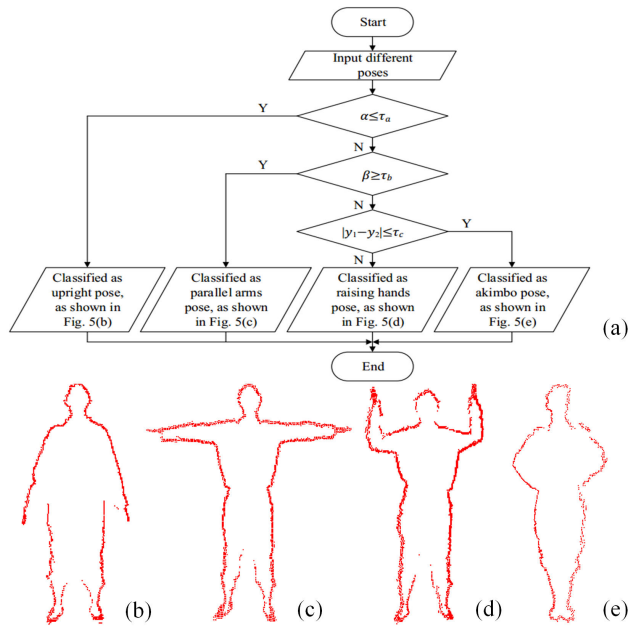 Start
Input different
poses
Y
α≤τa
N
Y
β≥τb
N
Y
|y1−y2|≤τc
N
Classified as
upright pose,
as shown in
Fig. 5(b)
Classified as
parallel arms
pose, as shown
in Fig. 5(c)
Classified as
raising hands
pose, as shown
in Fig. 5(d)
Classified as
akimbo pose,
as shown in
Fig. 5(e)
(a)
End
(b)
(c)
(d)
(e)